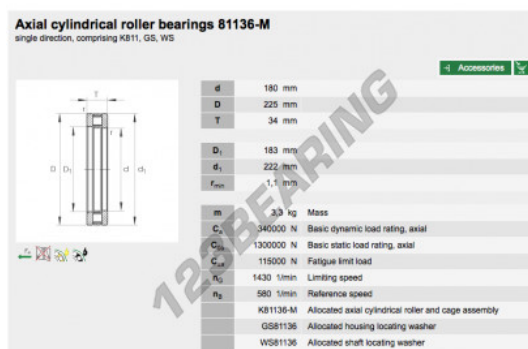 Axial cylindrical roller bearings 81136-M
single direction, comprising K811, GS, WS
Accessories
d 180 mm
D 225 mm
T 34 mm
D1 183 mm
d1 222 mm
rmin 1,1 mm
m 3,3 kg Mass
Ca 340000 N Basic dynamic load rating, axial
C0a 1300000 N Basic static load rating, axial
Cua 115000 N Fatigue limit load
nG 1430 1/min Limiting speed
nB 580 1/min Reference speed
K81136-M Allocated axial cylindrical roller and cage assembly
GS81136 Allocated housing locating washer
WS81136 Allocated shaft locating washer
T
r
D D1 d d1
r
123BEARING